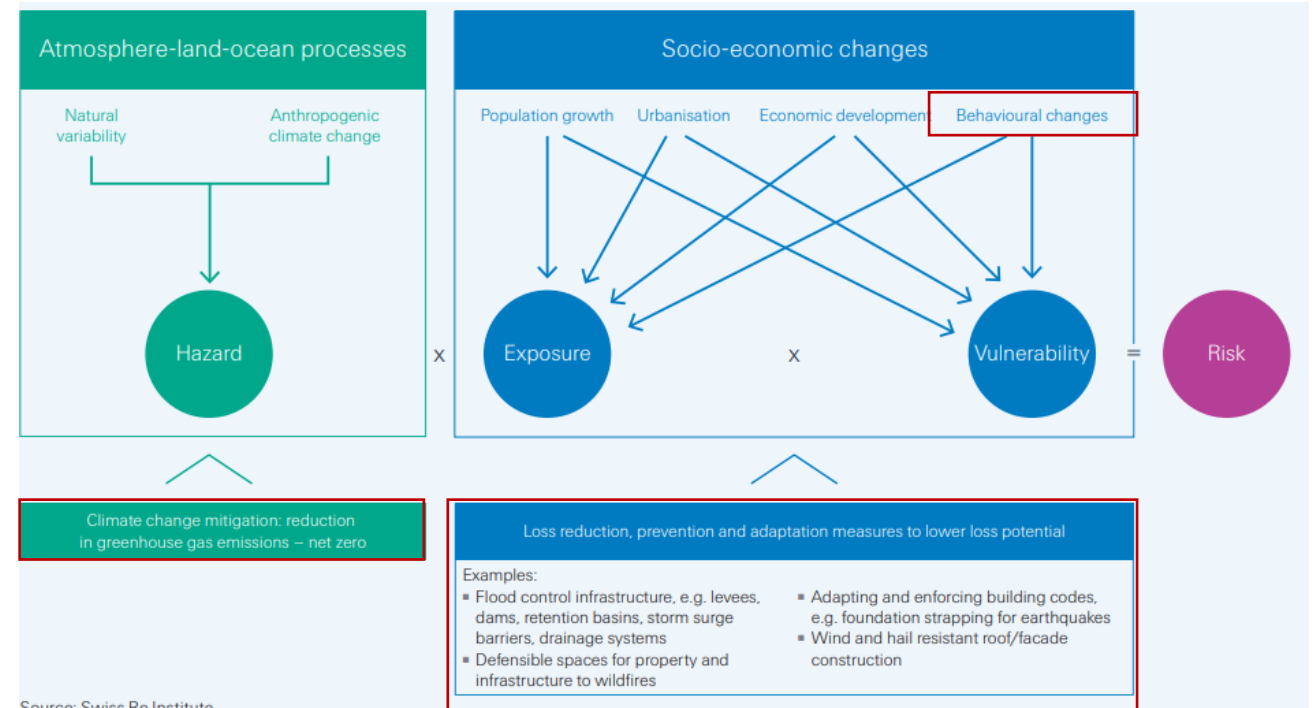 Atmosphere-land-ocean processes
Socio-economic changes
Natural
variability
Anthropogenic
climate change
Population growth
Urbanisation
Economic development
Behavioural changes
Hazard
x
Exposure
x
Vulnerability
=
Risk
Climate change mitigation: reduction
in greenhouse gas emissions – net zero
Loss reduction, prevention and adaptation measures to lower loss potential
Examples:
▪ Flood control infrastructure, e.g. levees,
dams, retention basins, storm surge
barriers, drainage systems
▪ Defensible spaces for property and
infrastructure to wildfires
▪ Adapting and enforcing building codes,
e.g. foundation strapping for earthquakes
▪ Wind and hail resistant roof/facade
construction
Source: Swiss Re Institute